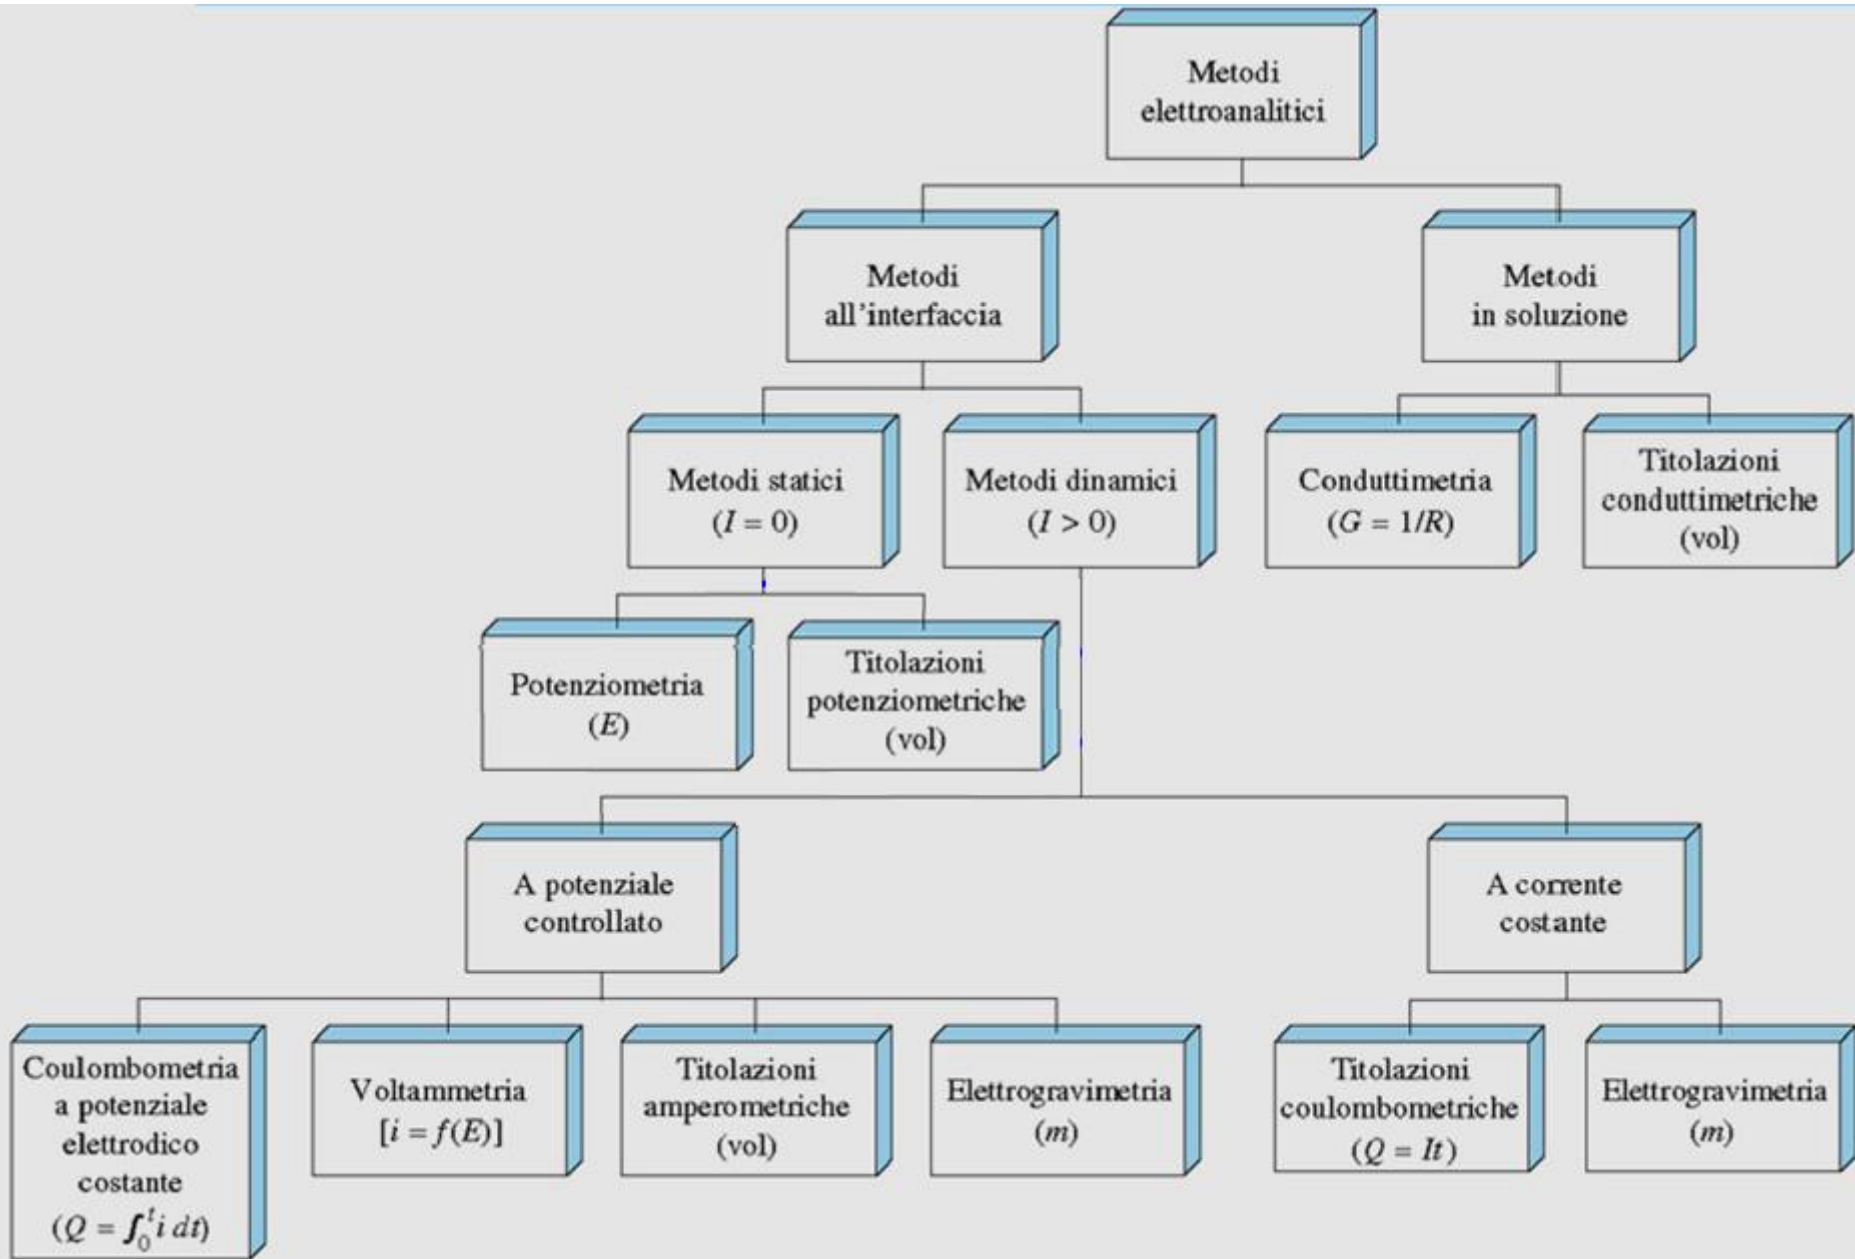 Metodi
elettroanalitici
Metodi
all'interfaccia
Metodi
in soluzione
Metodi statici
(I = 0)
Metodi dinamici
(I > 0)
Conduttimetria
(G = 1/R)
Titolazioni
conduttimetriche
(vol)
Potenziometria
(E)
Titolazioni
potenziometriche
(vol)
A potenziale
controllato
A corrente
costante
Coulombometria
a potenziale
elettrodico
costante
(Q = ∫₀ᵗ i dt)
Voltammetria
[i = f(E)]
Titolazioni
amperometriche
(vol)
Elettrogravimetria
(m)
Titolazioni
coulombometriche
(Q = It)
Elettrogravimetria
(m)